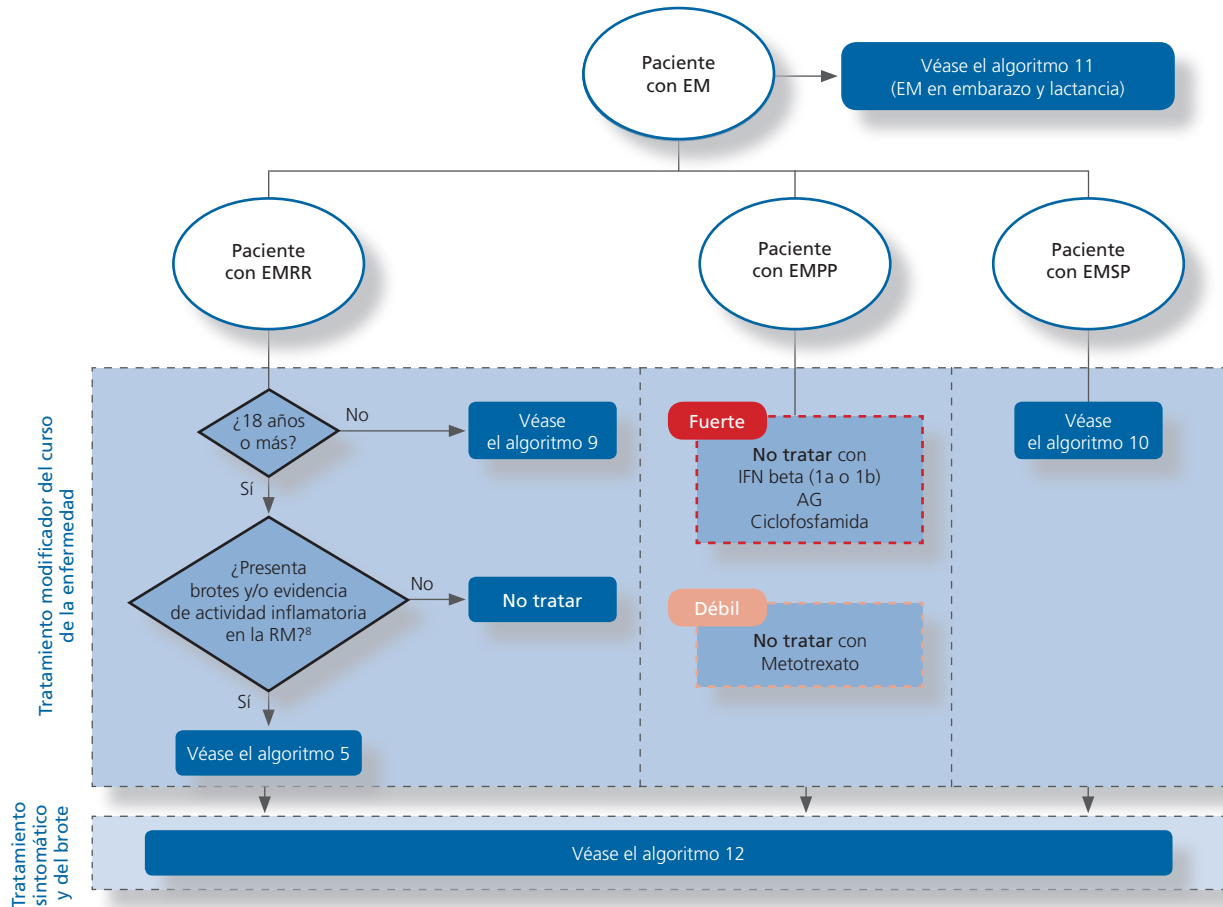 Paciente
con EM
Véase el algoritmo 11
(EM en embarazo y lactancia)
Paciente
con EMRR
Paciente
con EMPP
Paciente
con EMSP
Tratamiento modificador del curso
de la enfermedad
¿18 años
o más?
No
Véase
el algoritmo 9
Sí
¿Presenta
brotes y/o evidencia
de actividad inflamatoria
en la RM?⁸
No
No tratar
Sí
Véase el algoritmo 5
Fuerte
No tratar con
IFN beta (1a o 1b)
AG
Ciclofosfamida
Débil
No tratar con
Metotrexato
Véase
el algoritmo 10
Tratamiento
sintomático
y del brote
Véase el algoritmo 12